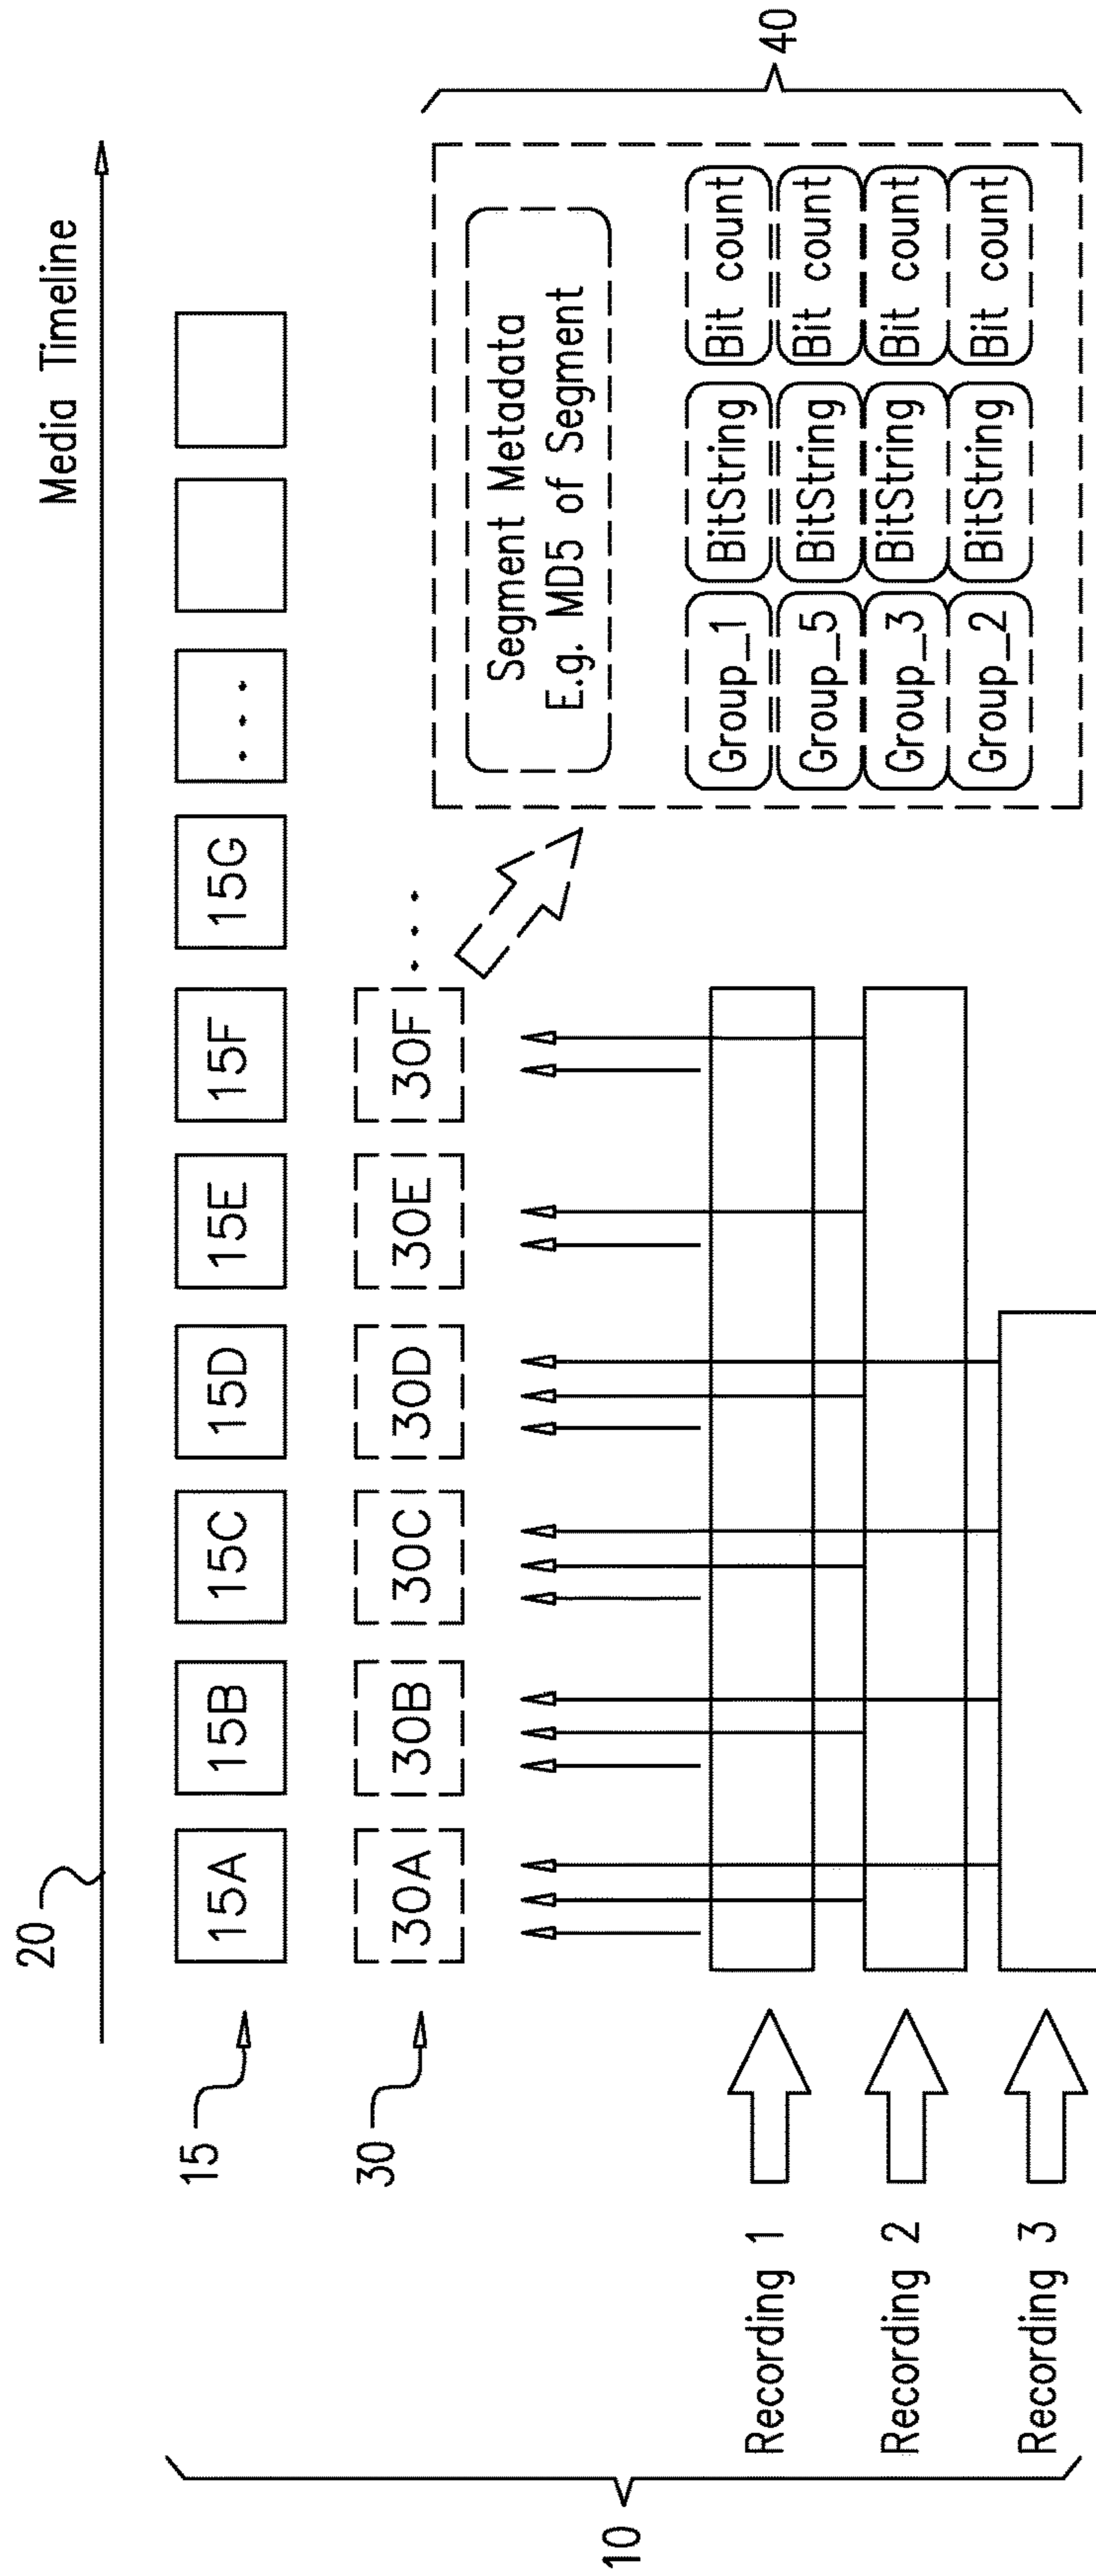 20
Media Timeline
15
15A
15B
15C
15D
15E
15F
15G
...
30
30A
30B
30C
30D
30E
30F
...
Segment Metadata
E.g. MD5 of Segment
Group_1 BitString Bit count
Group_5 BitString Bit count
Group_3 BitString Bit count
Group_2 BitString Bit count
40
10
Recording 1
Recording 2
Recording 3